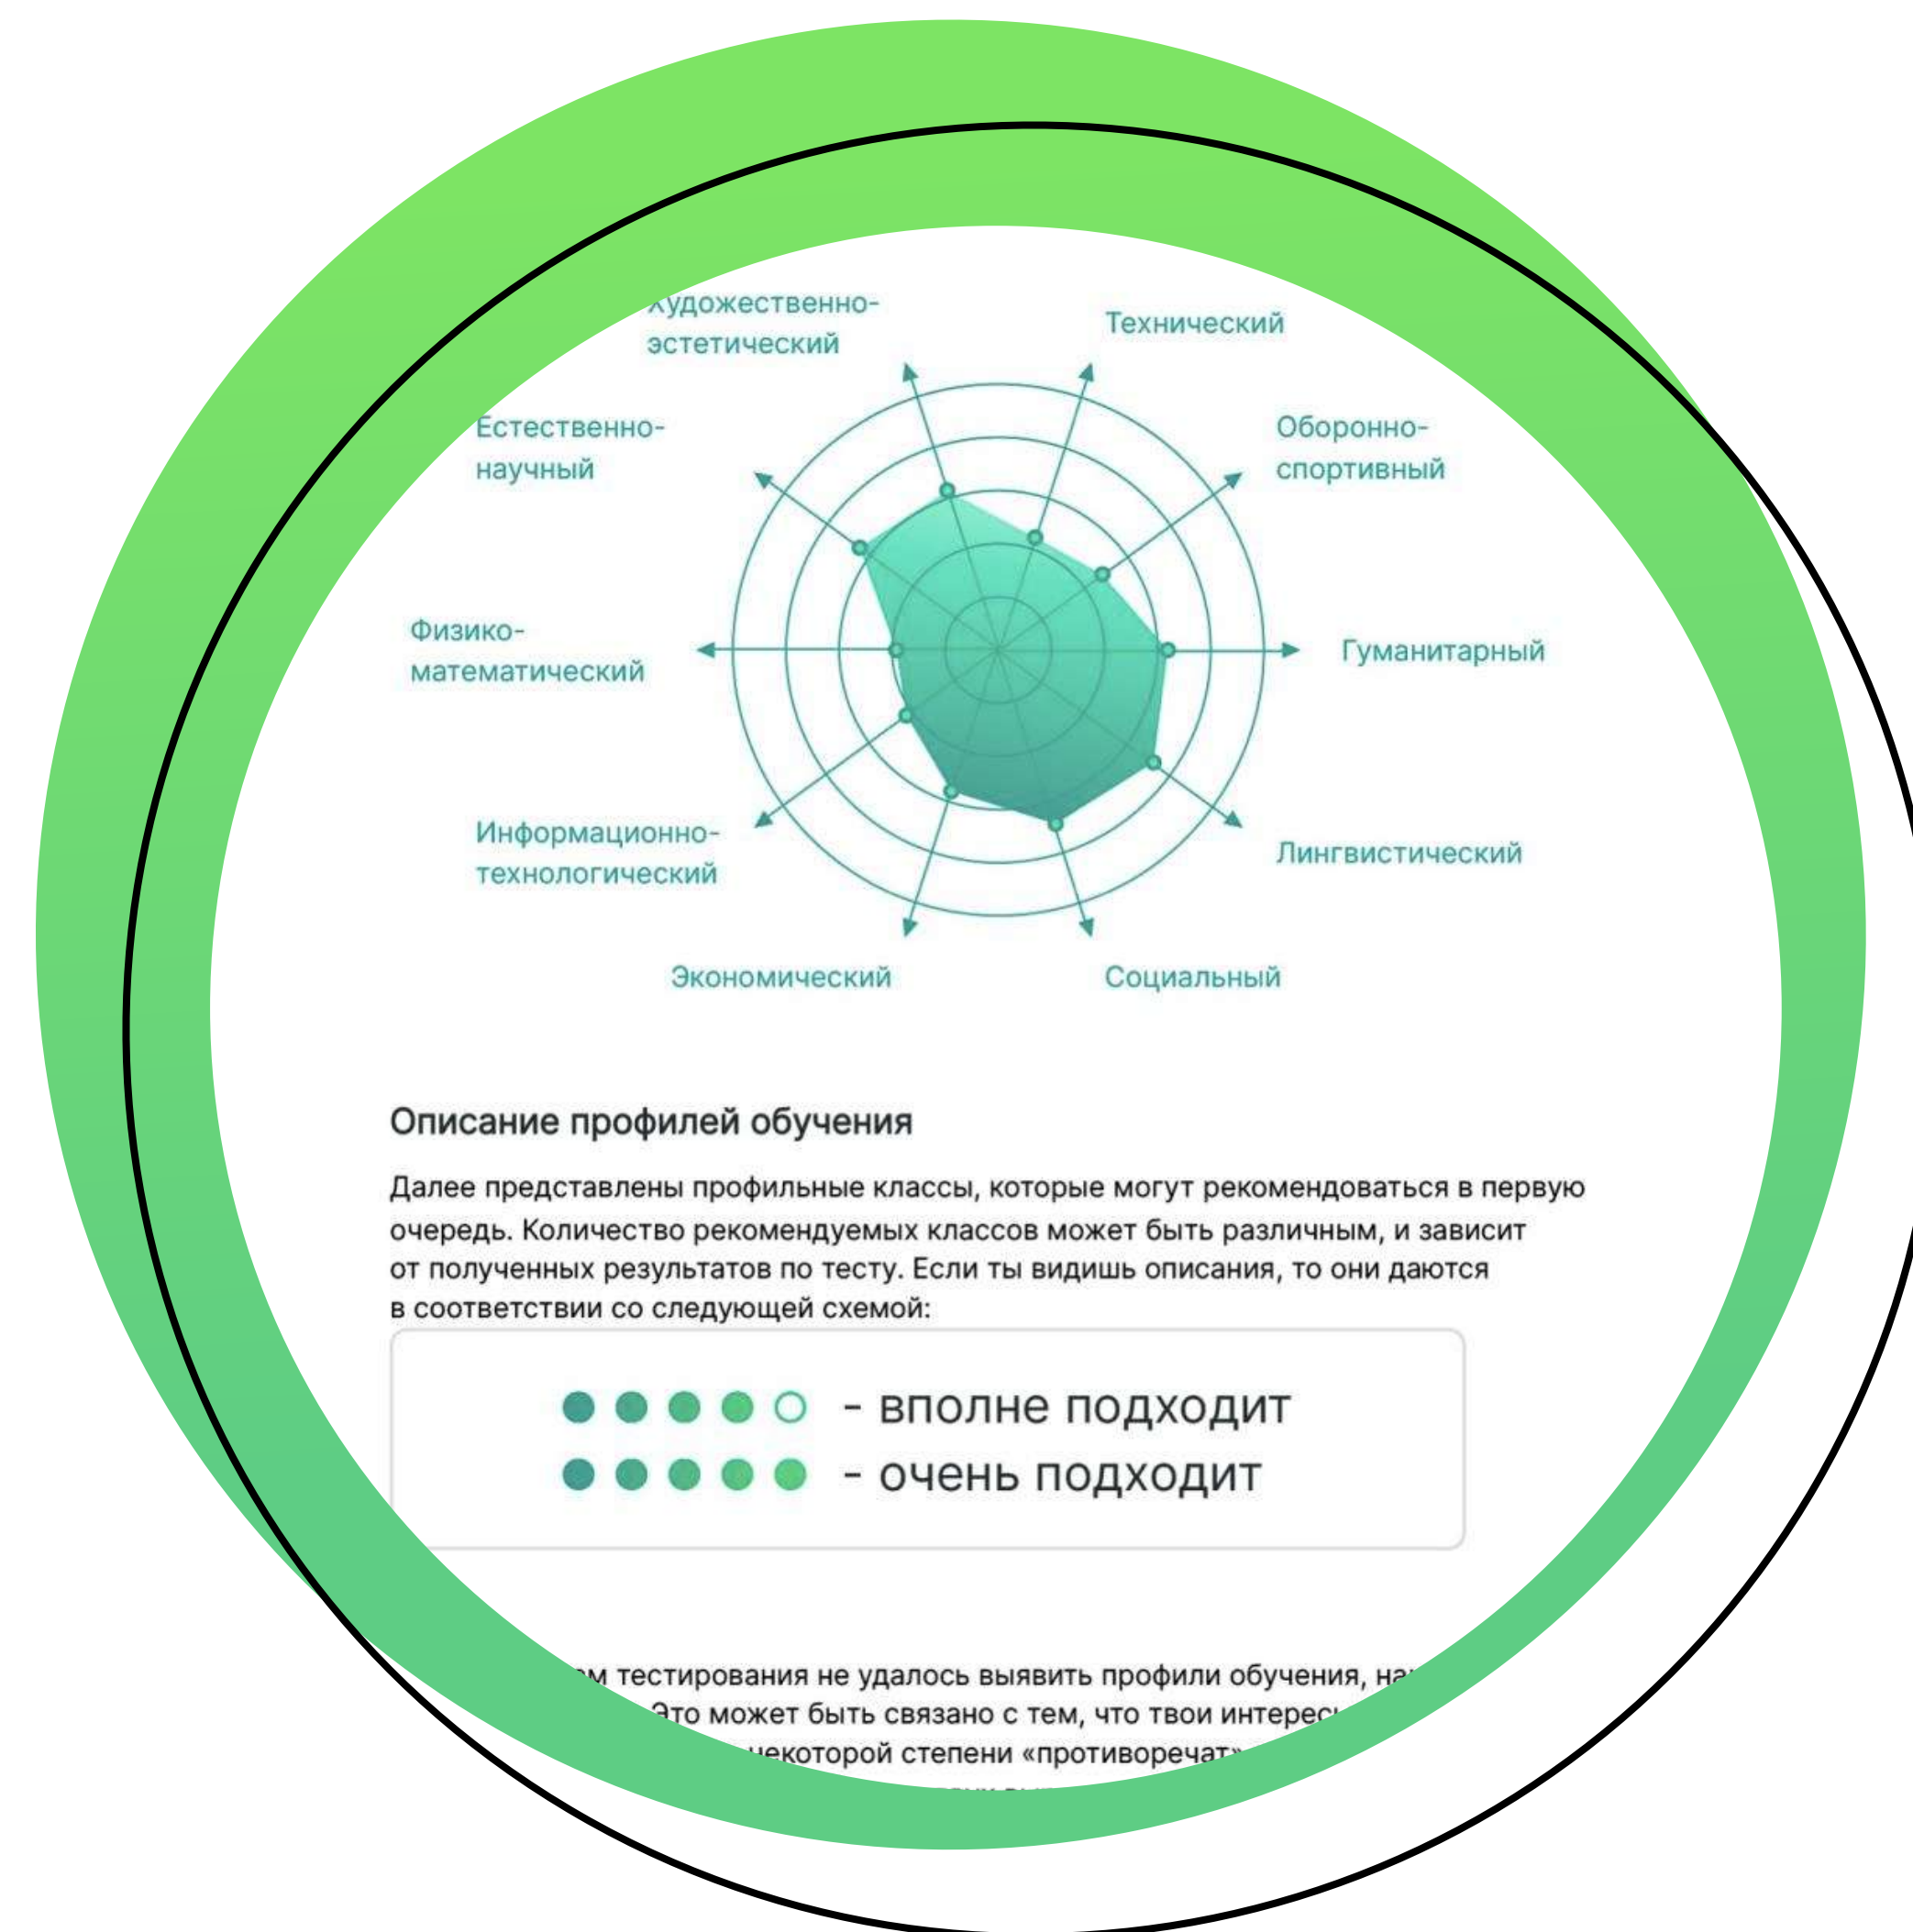 Художественно-
эстетический
Технический
Естественно-
научный
Оборонно-
спортивный
Физико-
математический
Гуманитарный
Информационно-
технологический
Лингвистический
Экономический
Социальный
Описание профилей обучения
Далее представлены профильные классы, которые могут рекомендоваться в первую
очередь. Количество рекомендуемых классов может быть различным, и зависит
от полученных результатов по тесту. Если ты видишь описания, то они даются
в соответствии со следующей схемой:
- вполне подходит
- очень подходит
тестирования не удалось выявить профили обучения,
Это может быть связано с тем, что твои
некоторой степени «противоречат»